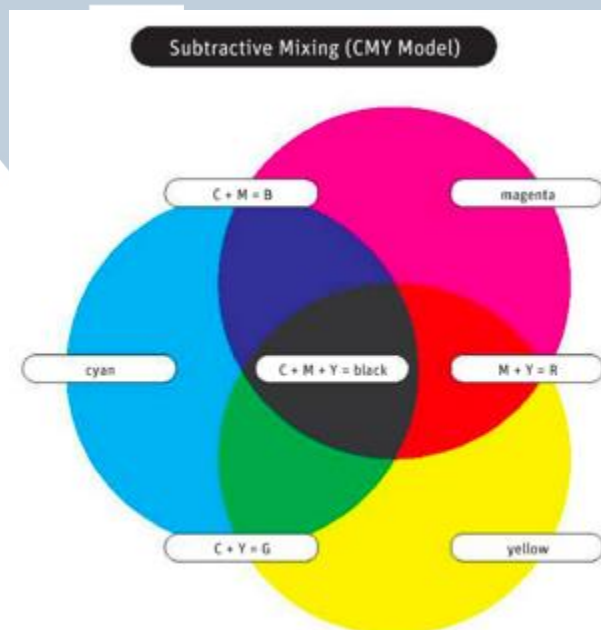 Subtractive Mixing (CMY Model)
C + M = B
magenta
cyan
C + M + Y = black
M + Y = R
C + Y = G
yellow